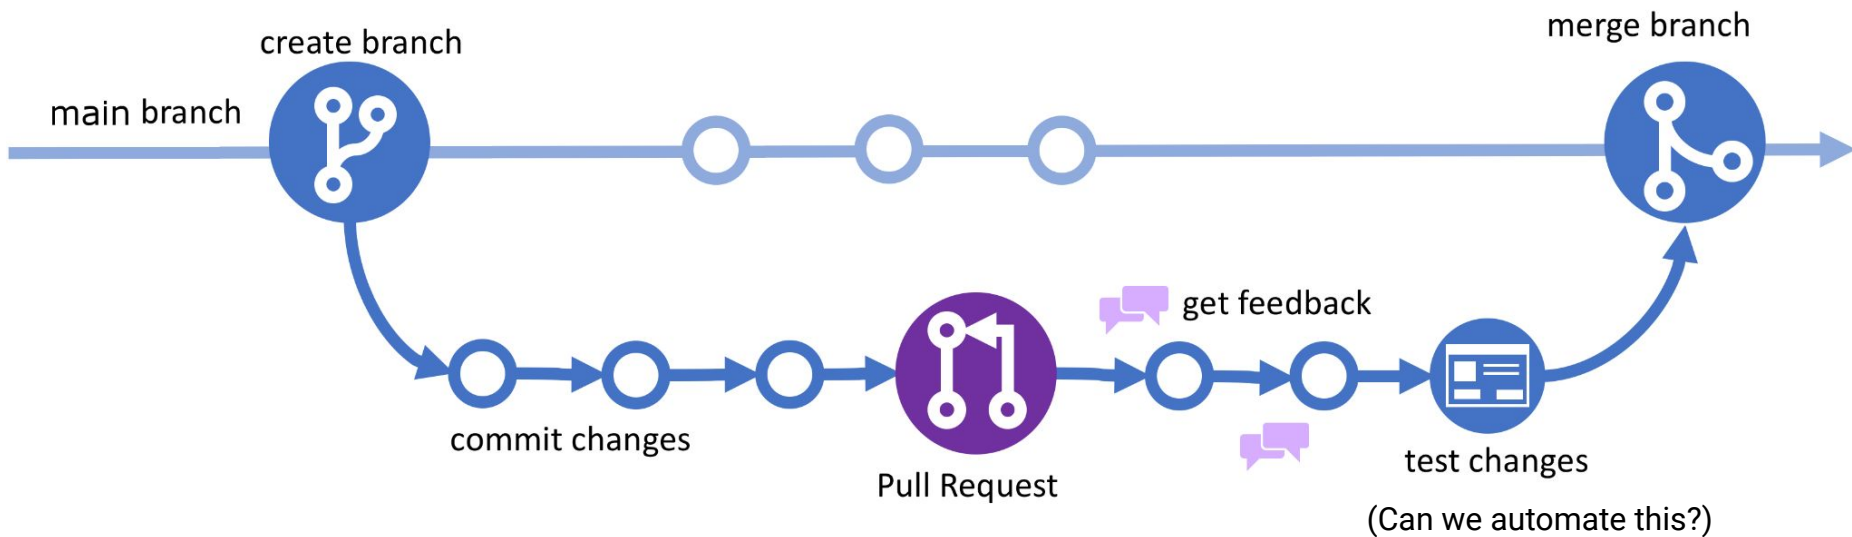 create branch
merge branch
main branch
get feedback
commit changes
Pull Request
test changes
(Can we automate this?)